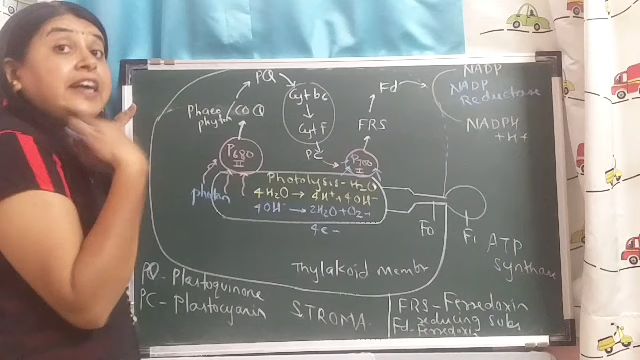 PQ
Cyt b6
Cyt f
PC
Phaeo
phytin
COQ
P680
II
photon
Fd
FRS
P700
I
NADP
NADP
Reductase
NADPH
+ H+
Photolysis - H2O
4H2O → 4H+ + 4OH-
4OH- → 2H2O + O2 +
4e-
Fo
F1
ATP
Synthase
Thylakoid membr
PQ - Plastoquinone
PC - Plastocyanin
STROMA
FRS - Ferredoxin
reducing subs
Fd - Ferredoxin